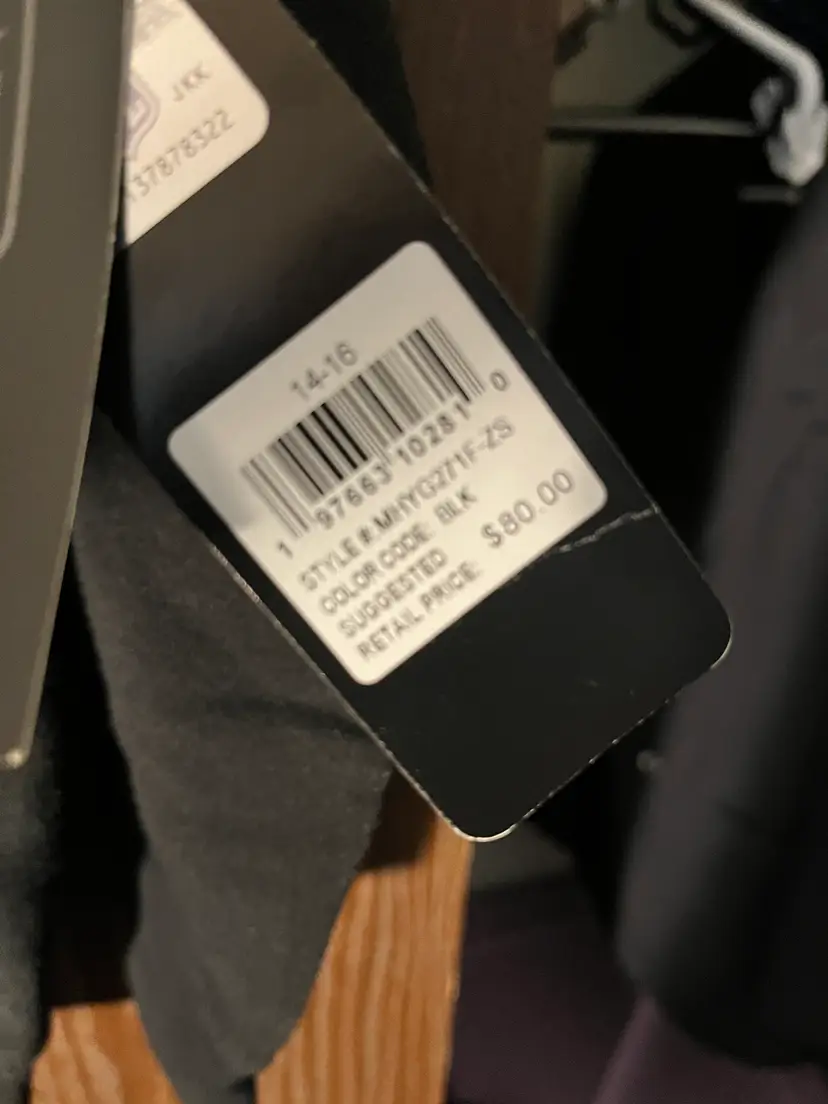 JKK
137878322
14-16
1 97663 10281 0
STYLE #: MHYG271F-ZS
COLOR CODE: BLK
SUGGESTED
RETAIL PRICE: $80.00